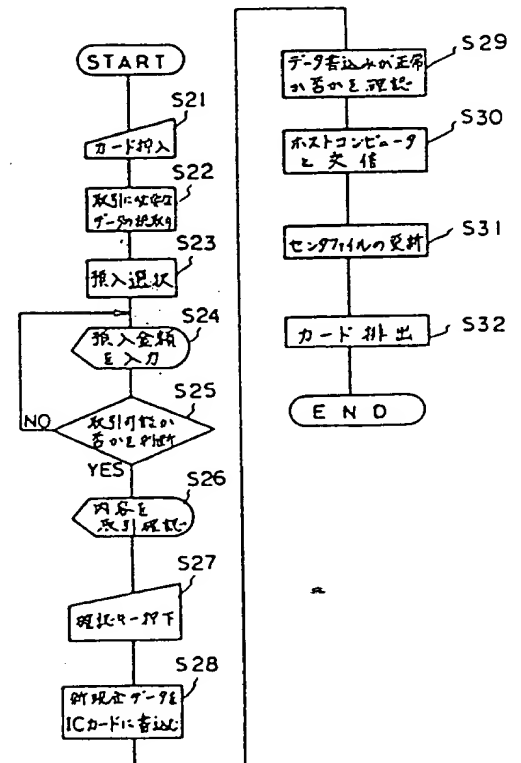 START
S21
カード挿入
S22
取引に必要な
データの読取り
S23
預入選択
S24
預入金額
を入力
S25
取引可能か
否かを判断
NO
YES
S26
内容を
取引確認
S27
確認キー押下
S28
新現在データを
ICカードに書込む
S29
データ書込みが正常
か否かを確認
S30
ホストコンピュータ
と交信
S31
センタファイルの更新
S32
カード排出
END